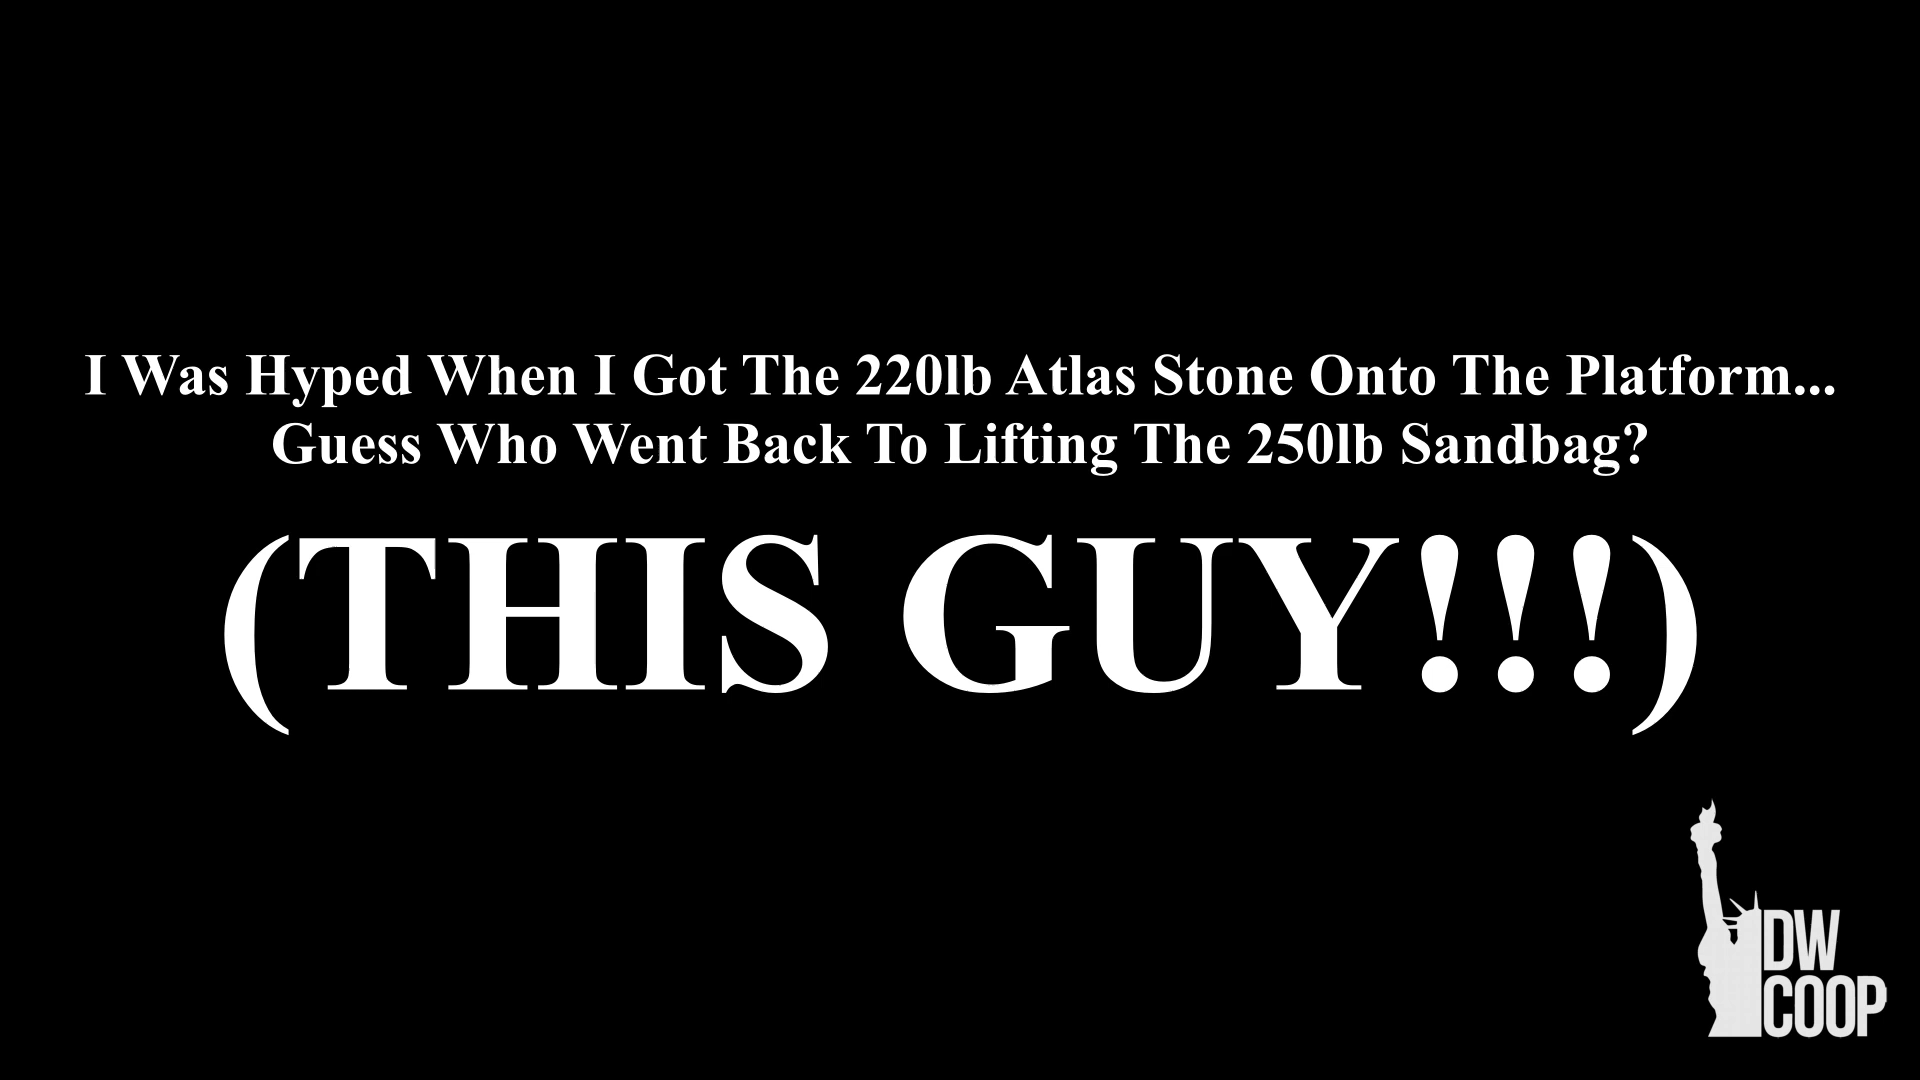 I Was Hyped When I Got The 220lb Atlas Stone Onto The Platform...
Guess Who Went Back To Lifting The 250lb Sandbag?
(THIS GUY!!!)
DW
COOP